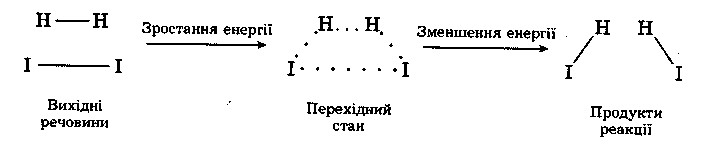 H — H Зростання енергії H . . . H Зменшення енергії H H
I — I I . . . . . . I I I
Вихідні речовини
Перехідний стан
Продукти реакції